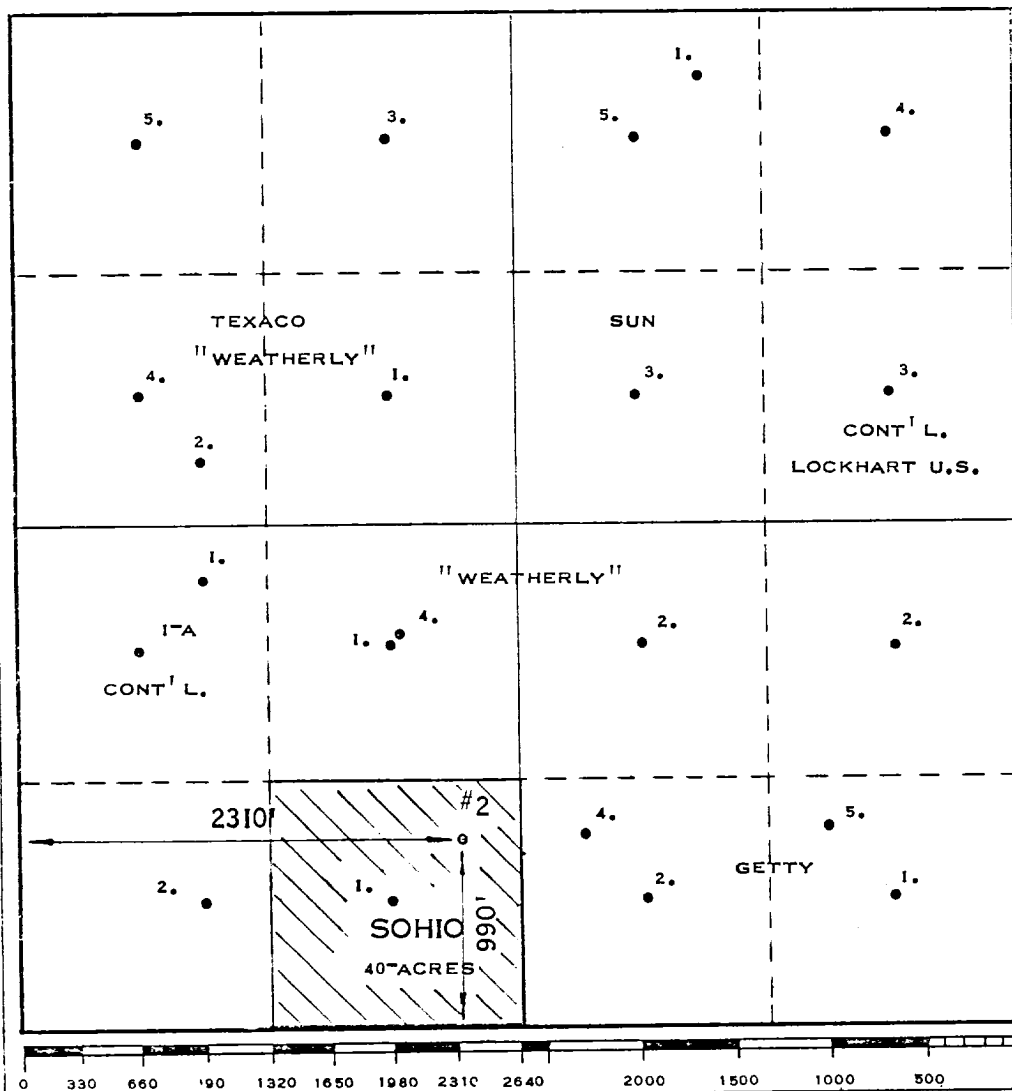 1.
5. 3. 5. 4.
TEXACO SUN
"WEATHERLY"
4. 1. 3. 3.
CONT'L.
2.
LOCKHART U.S.
1.
"WEATHERLY"
4.
1-A 1. 2. 2.
CONT'L.
#2
2310' 4. 5.
GETTY
2. 1. 2. 1.
SOHIO 990'
40-ACRES
0 330 660 '90 1320 1650 1980 2310 2640 2000 1500 1000 500